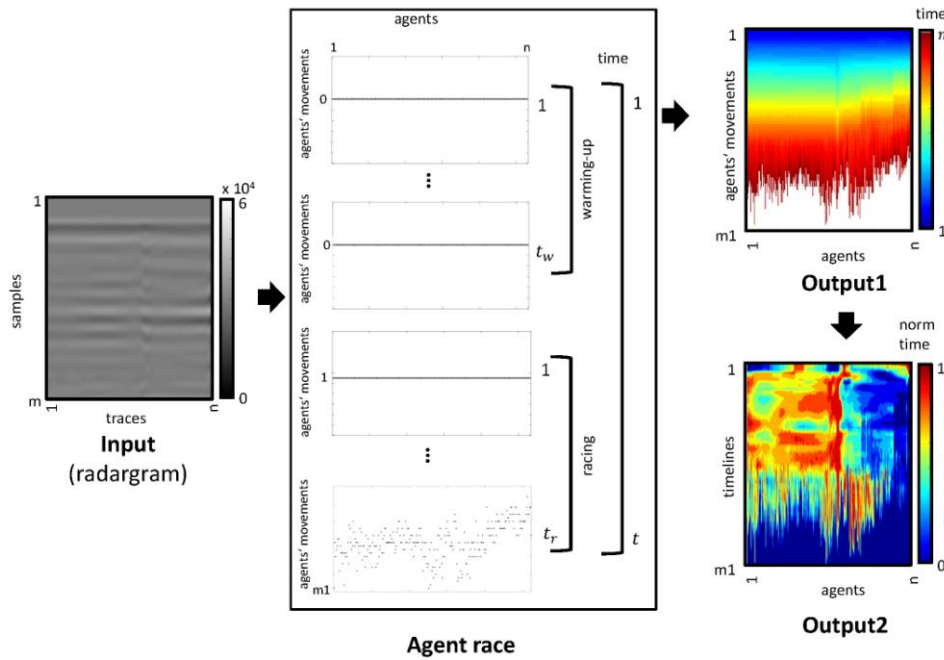 1
samples
m
1
traces
n
x 10⁴
6
0
Input
(radargram)
agents
1
n
time
agents' movements
0
1
warming-up
1
agents' movements
0
t_w
agents' movements
1
1
racing
agents' movements
m1
t_r
t
Agent race
time
1
agents' movements
m1
1
n
agents
1
Output1
norm
time
1
1
timelines
m1
0
1
n
agents
Output2